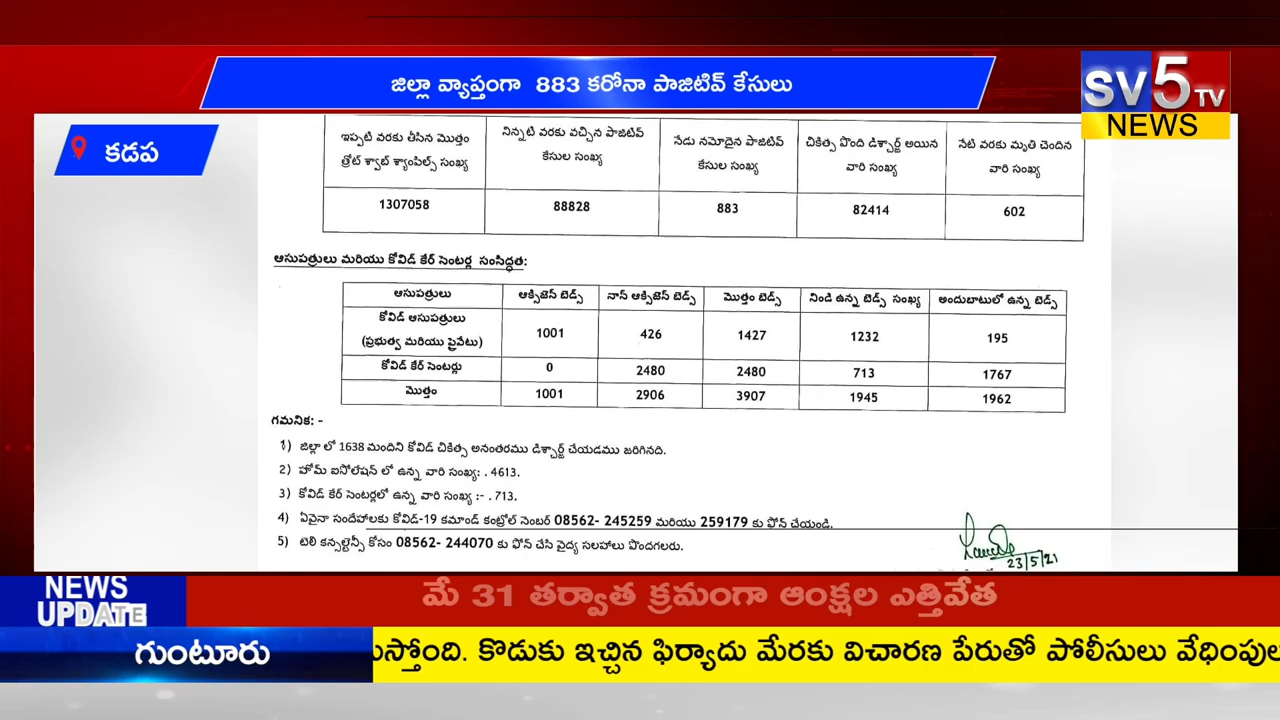 జిల్లా వ్యాప్తంగా 883 కరోనా పాజిటివ్ కేసులు
SV5TV
NEWS
కడప
ఇప్పటి వరకు తీసిన మొత్తం త్రోట్ శ్వాబ్ శ్యాంపిల్స్ సంఖ్య | నిన్నటి వరకు వచ్చిన పాజిటివ్ కేసుల సంఖ్య | నేడు నమోదైన పాజిటివ్ కేసుల సంఖ్య | చికిత్స పొంది డిశ్చార్జ్ అయిన వారి సంఖ్య | నేటి వరకు మృతి చెందిన వారి సంఖ్య
1307058 | 88828 | 883 | 82414 | 602
ఆసుపత్రులు మరియు కోవిడ్ కేర్ సెంటర్ల సంసిద్ధత:
ఆసుపత్రులు | ఆక్సిజెన్ బెడ్స్ | నాన్ ఆక్సిజెన్ బెడ్స్ | మొత్తం బెడ్స్ | నిండి ఉన్న బెడ్స్ సంఖ్య | అందుబాటులో ఉన్న బెడ్స్
కోవిడ్ ఆసుపత్రులు (ప్రభుత్వ మరియు ప్రైవేటు) | 1001 | 426 | 1427 | 1232 | 195
కోవిడ్ కేర్ సెంటర్లు | 0 | 2480 | 2480 | 713 | 1767
మొత్తం | 1001 | 2906 | 3907 | 1945 | 1962
గమనిక: -
1) జిల్లా లో 1638 మందిని కోవిడ్ చికిత్స అనంతరము డిశ్చార్జ్ చేయడము జరిగినది.
2) హోమ్ ఐసోలేషన్ లో ఉన్న వారి సంఖ్య: . 4613.
3) కోవిడ్ కేర్ సెంటర్లలో ఉన్న వారి సంఖ్య :- . 713.
4) ఏవైనా సందేహాలకు కోవిడ్-19 కమాండ్ కంట్రోల్ నెంబర్ 08562- 245259 మరియు 259179 కు ఫోన్ చేయండి.
5) టెలి కన్సల్టెన్సీ కోసం 08562-244070 కు ఫోన్ చేసి వైద్య సలహాలు పొందగలరు.
23/5/21
NEWS
UPDATE
మే 31 తర్వాత క్రమంగా ఆంక్షల ఎత్తివేత
గుంటూరు
స్తోంది. కొడుకు ఇచ్చిన ఫిర్యాదు మేరకు విచారణ పేరుతో పోలీసులు వేధింపుల